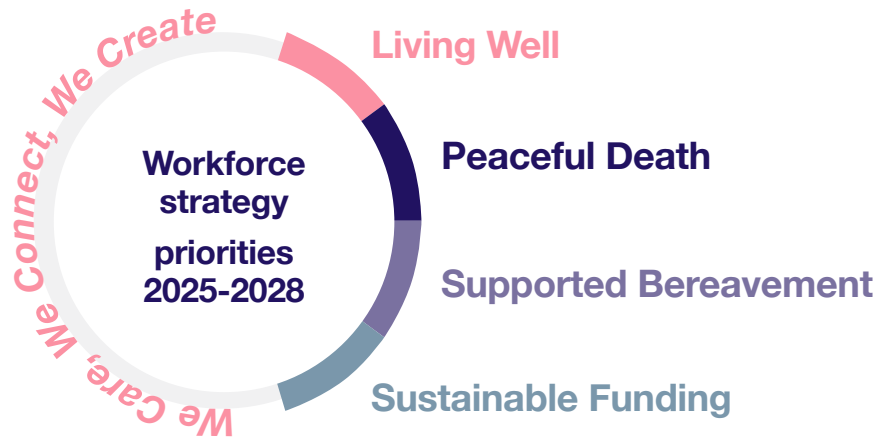 We Care, We Connect, We Create
Workforce
strategy
priorities
2025-2028
Living Well
Peaceful Death
Supported Bereavement
Sustainable Funding